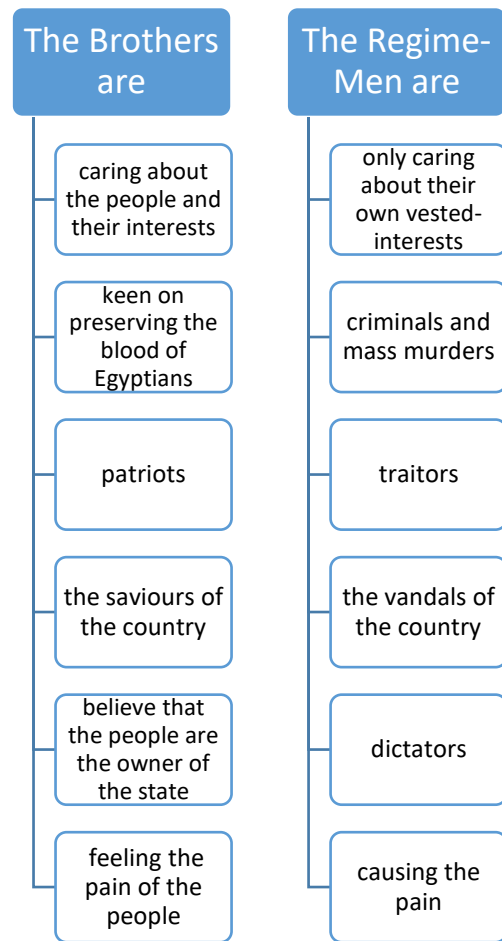 The Brothers
are
caring about
the people and
their interests
keen on
preserving the
blood of
Egyptians
patriots
the saviours of
the country
believe that
the people are
the owner of
the state
feeling the
pain of the
people
The Regime-
Men are
only caring
about their
own vested-
interests
criminals and
mass murders
traitors
the vandals of
the country
dictators
causing the
pain